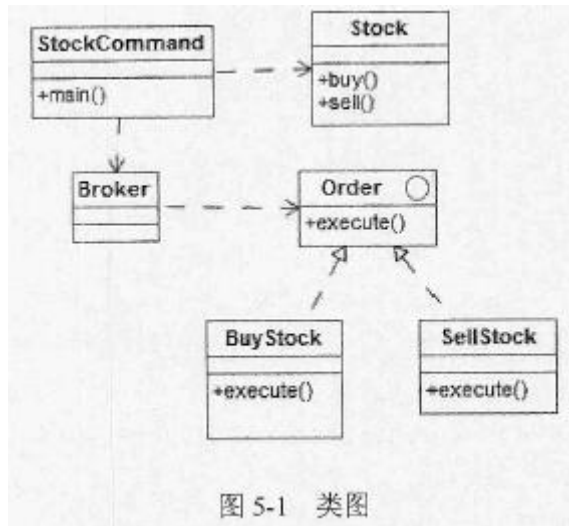 StockCommand
+main()
Stock
+buy()
+sell()
Broker
Order
+execute()
BuyStock
+execute()
SellStock
+execute()
图 5-1 类图